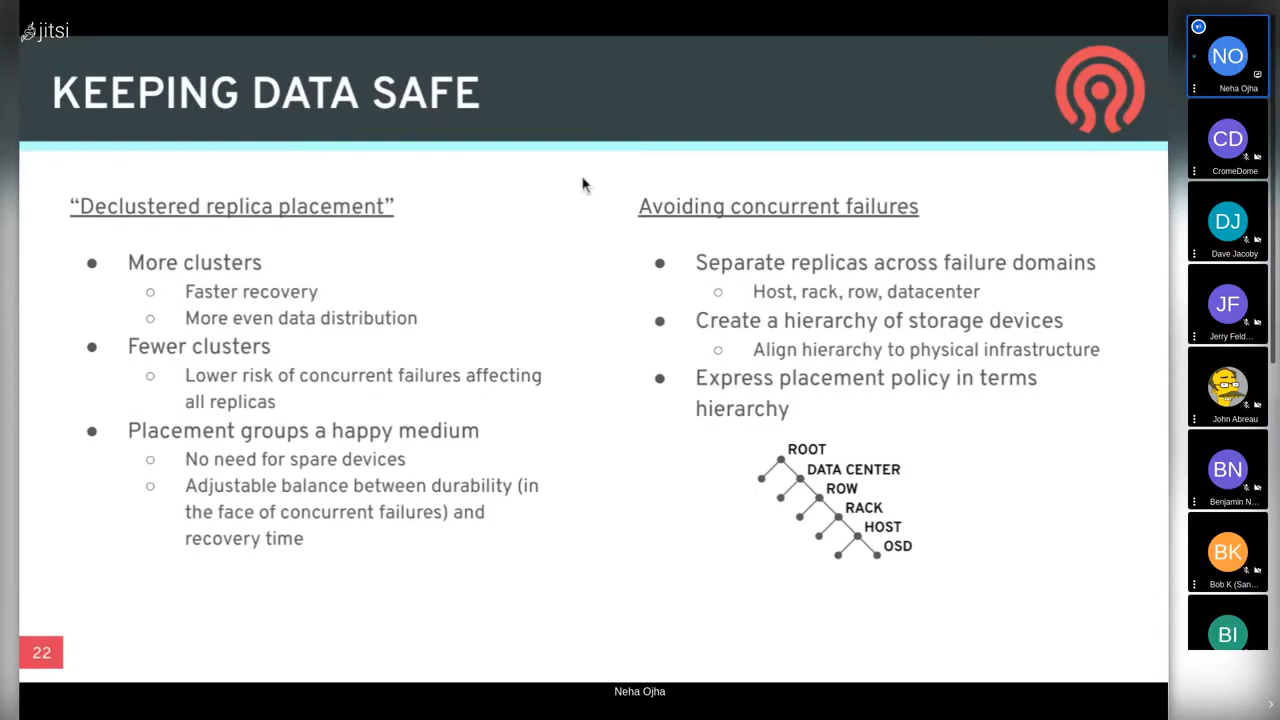 jitsi
KEEPING DATA SAFE
“Declustered replica placement”
More clusters
Faster recovery
More even data distribution
Fewer clusters
Lower risk of concurrent failures affecting
all replicas
Placement groups a happy medium
No need for spare devices
Adjustable balance between durability (in
the face of concurrent failures) and
recovery time
Avoiding concurrent failures
Separate replicas across failure domains
Host, rack, row, datacenter
Create a hierarchy of storage devices
Align hierarchy to physical infrastructure
Express placement policy in terms
hierarchy
ROOT
DATA CENTER
ROW
RACK
HOST
OSD
22
Neha Ojha
NO
Neha Ojha
CD
CromeDome
DJ
Dave Jacoby
JF
Jerry Feld...
John Abreau
BN
Benjamin N...
BK
Bob K (San...
BI